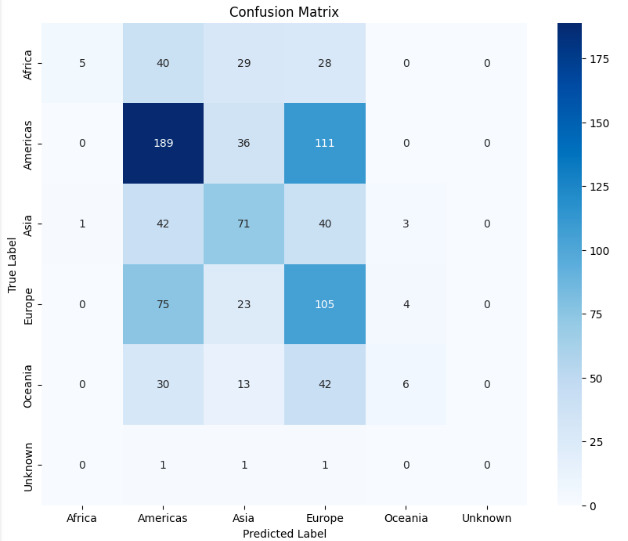 Confusion Matrix
True Label
Africa 5 40 29 28 0 0
Americas 0 189 36 111 0 0
Asia 1 42 71 40 3 0
Europe 0 75 23 105 4 0
Oceania 0 30 13 42 6 0
Unknown 0 1 1 1 0 0
Africa Americas Asia Europe Oceania Unknown
Predicted Label
175
150
125
100
75
50
25
0